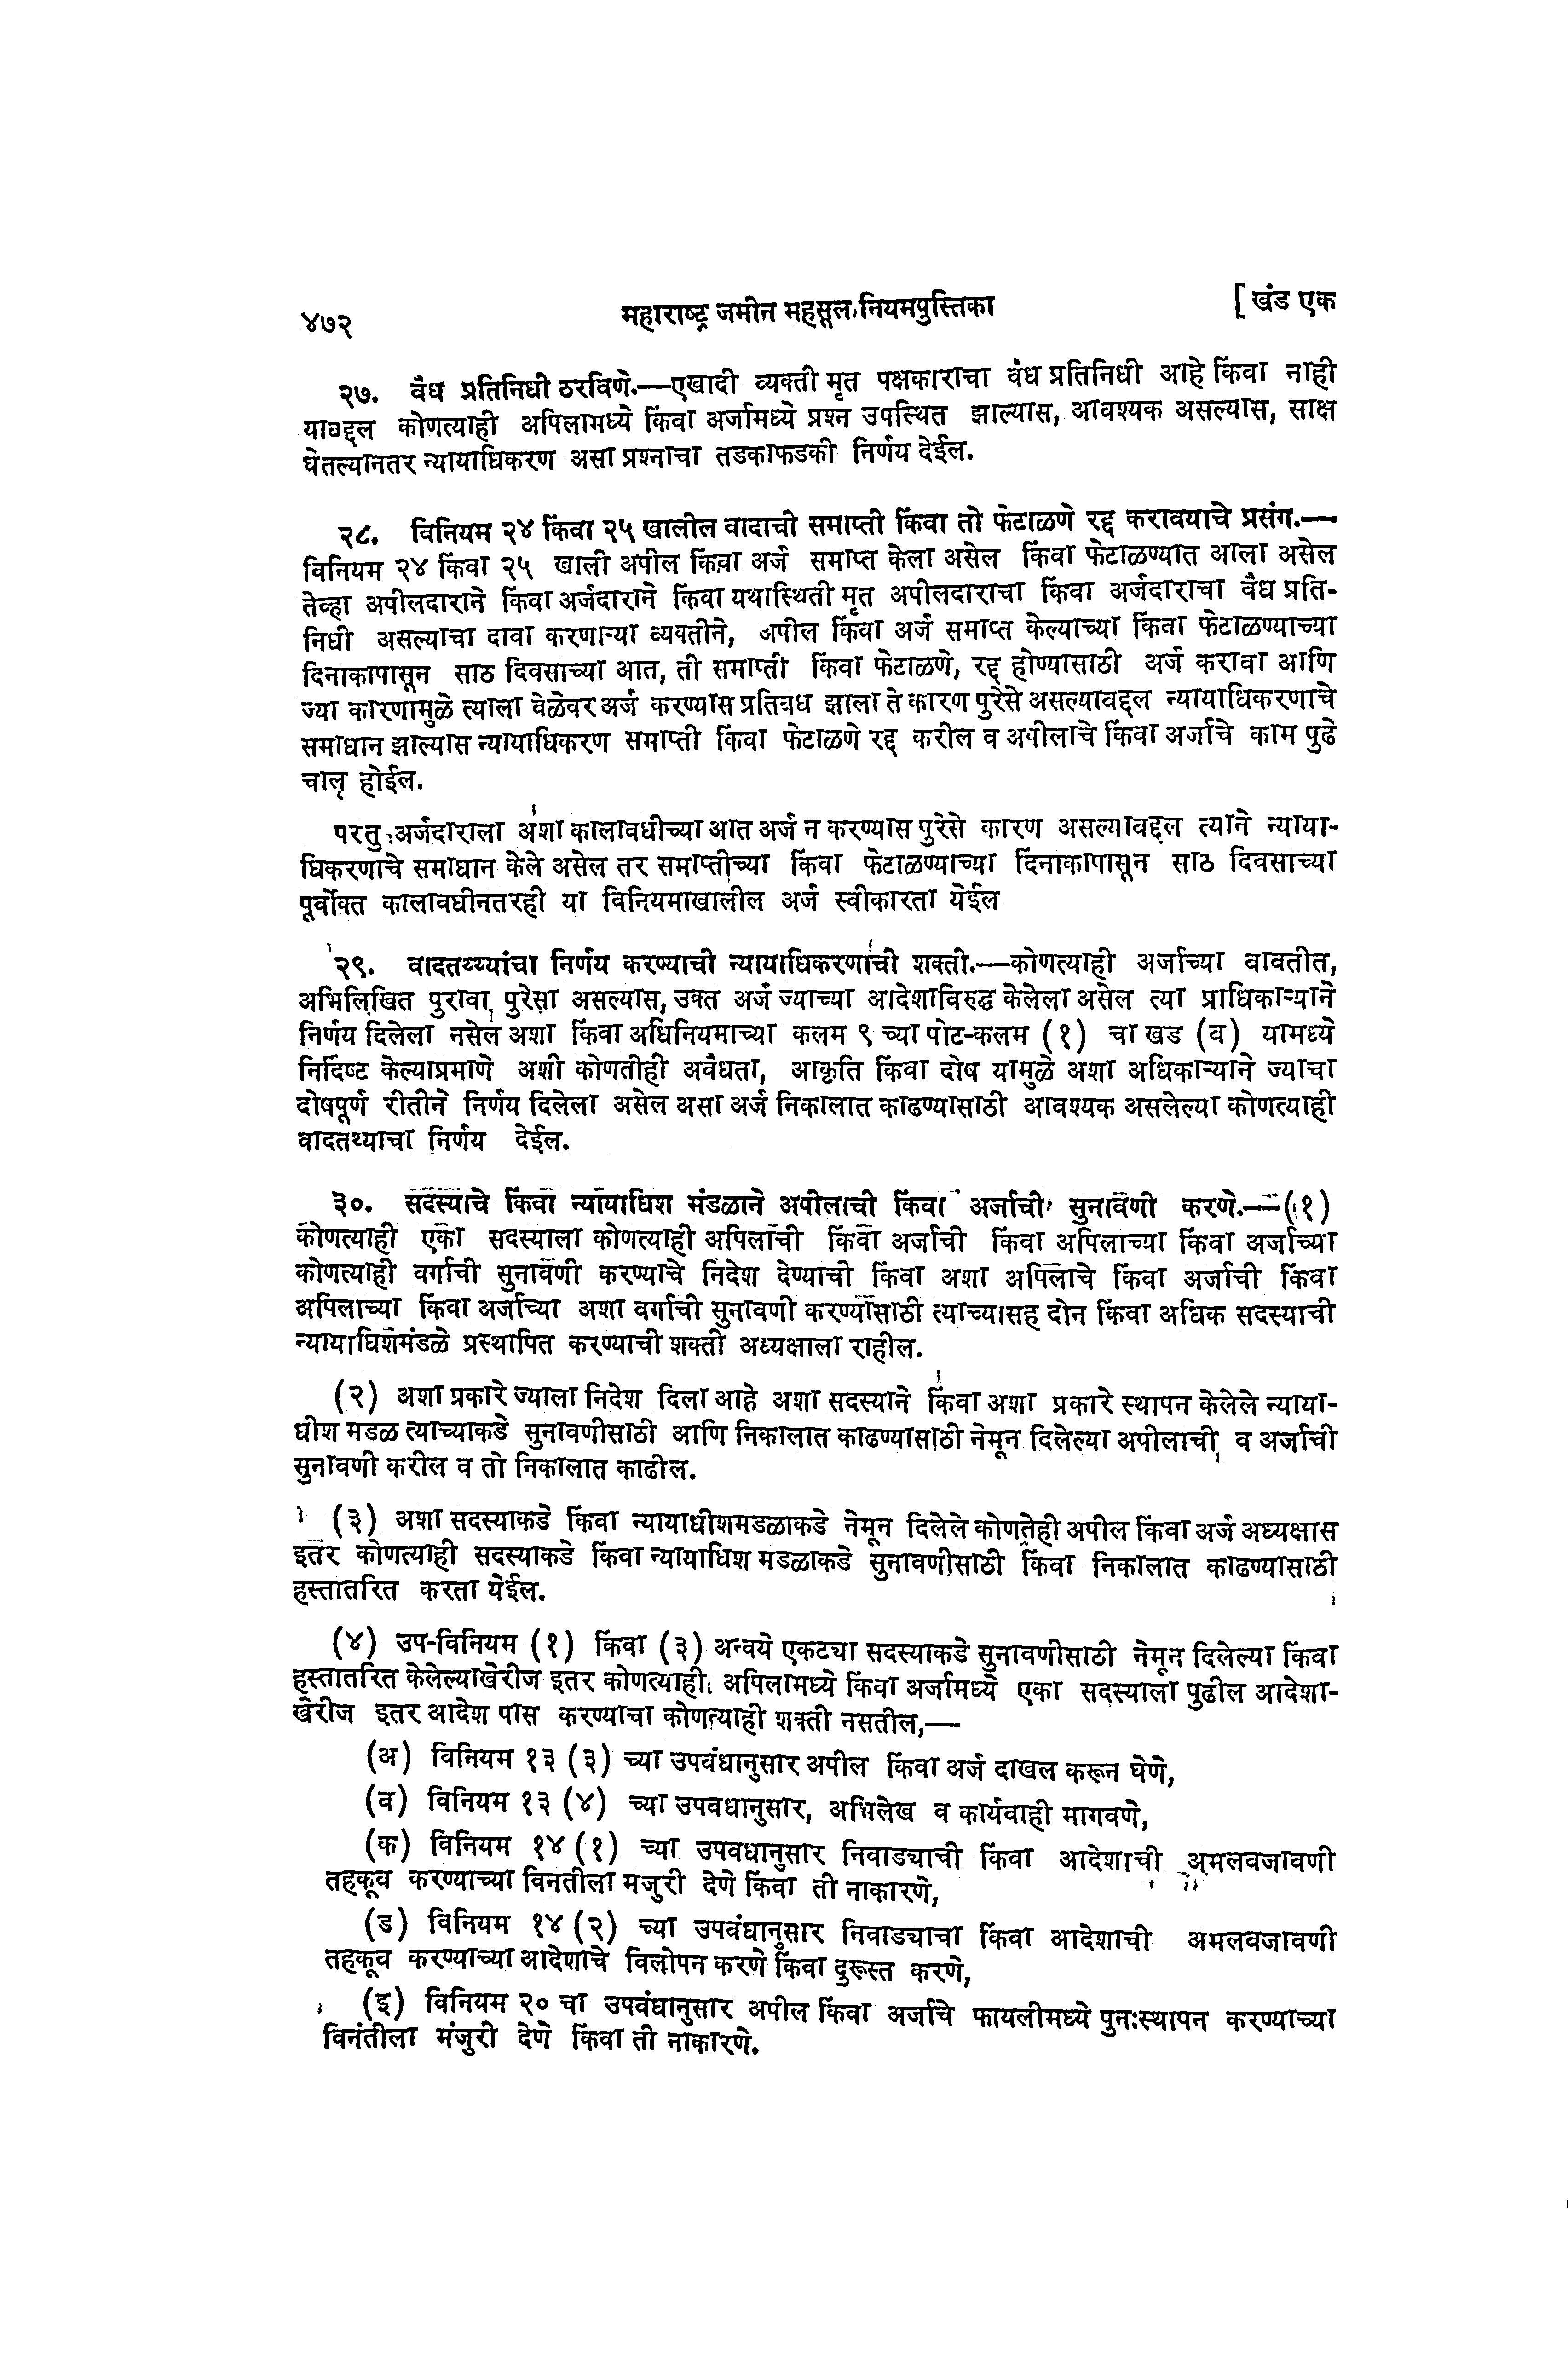 ४७२ महाराष्ट्र जमीन महसूल नियमपुस्तिका [ खंड एक
२७. वैध प्रतिनिधी ठरविणे.—एखादी व्यक्ती मृत पक्षकाराचा वैध प्रतिनिधी आहे किंवा नाही
याबद्दल कोणत्याही अपिलामध्ये किंवा अर्जामध्ये प्रश्न उपस्थित झाल्यास, आवश्यक असल्यास, साक्ष
घेतल्यानतर न्यायाधिकरण असा प्रश्नाचा तडकाफडकी निर्णय देईल.
२८. विनियम २४ किंवा २५ खालील वादाची समाप्ती किंवा तो फेटाळणे रद्द करावयाचे प्रसंग.—
विनियम २४ किंवा २५ खाली अपील किंवा अर्ज समाप्त केला असेल किंवा फेटाळण्यात आला असेल
तेव्हा अपीलदाराने किंवा अर्जदाराने किंवा यथास्थिती मृत अपीलदाराचा किंवा अर्जदाराचा वैध प्रति-
निधी असल्याचा दावा करणाऱ्या व्यक्तीने, अपील किंवा अर्ज समाप्त केल्याच्या किंवा फेटाळण्याच्या
दिनाकापासून साठ दिवसाच्या आत, ती समाप्ती किंवा फेटाळणे, रद्द होण्यासाठी अर्ज करावा आणि
ज्या कारणामुळे त्याला वेळेवर अर्ज करण्यास प्रतिबध झाला ते कारण पुरेसे असल्याबद्दल न्यायाधिकरणाचे
समाधान झाल्यास न्यायाधिकरण समाप्ती किंवा फेटाळणे रद्द करील व अपीलाचे किंवा अर्जाचे काम पुढे
चालू होईल.
परतु अर्जदाराला अशा कालावधीच्या आत अर्ज न करण्यास पुरेसे कारण असल्याबद्दल त्याने न्याया-
धिकरणाचे समाधान केले असेल तर समाप्तीच्या किंवा फेटाळण्याच्या दिनाकापासून साठ दिवसाच्या
पूर्वोक्त कालावधीनतरही या विनियमाखालील अर्ज स्वीकारता येईल
२९. वादतथ्य्यांचा निर्णय करण्याची न्यायाधिकरणाची शक्ती.—कोणत्याही अर्जाच्या बाबतीत,
अभिलिखित पुरावा पुरेसा असल्यास, उक्त अर्ज ज्याच्या आदेशाविरुद्ध केलेला असेल त्या प्राधिकाऱ्याने
निर्णय दिलेला नसेल अशा किंवा अधिनियमाच्या कलम ९ च्या पोट-कलम (१) चा खड (ब) यामध्ये
निर्दिष्ट केल्याप्रमाणे अशी कोणतीही अवैधता, आकृति किंवा दोष यामुळे अशा अधिकाऱ्याने ज्याचा
दोषपूर्ण रीतीने निर्णय दिलेला असेल असा अर्ज निकालात काढण्यासाठी आवश्यक असलेल्या कोणत्याही
वादतथ्याचा निर्णय देईल.
३०. सदस्याचे किंवा न्यायाधिश मंडळाने अपीलाची किंवा अर्जाची सुनावणी करणे.—(१)
कोणत्याही एका सदस्याला कोणत्याही अपिलाची किंवा अर्जाची किंवा अपिलाच्या किंवा अर्जाच्या
कोणत्याही वर्गाची सुनावणी करण्याचे निदेश देण्याची किंवा अशा अपिलाचे किंवा अर्जाची किंवा
अपिलाच्या किंवा अर्जाच्या अशा वर्गाची सुनावणी करण्यासाठी त्याच्यासह दोन किंवा अधिक सदस्याची
न्यायाधिशमंडळे प्रस्थापित करण्याची शक्ती अध्यक्षाला राहील.
(२) अशा प्रकारे ज्याला निदेश दिला आहे अशा सदस्याने किंवा अशा प्रकारे स्थापन केलेले न्याया-
धीश मडळ त्याच्याकडे सुनावणीसाठी आणि निकालात काढण्यासाठी नेमून दिलेल्या अपीलाची व अर्जाची
सुनावणी करील व तो निकालात काढील.
(३) अशा सदस्याकडे किंवा न्यायाधीशमडळाकडे नेमून दिलेले कोणतेही अपील किंवा अर्ज अध्यक्षास
इतर कोणत्याही सदस्याकडे किंवा न्यायाधिश मडळाकडे सुनावणीसाठी किंवा निकालात काढण्यासाठी
हस्तातरित करता येईल.
(४) उप-विनियम (१) किंवा (३) अन्वये एकट्या सदस्याकडे सुनावणीसाठी नेमून दिलेल्या किंवा
हस्तातरित केलेल्याखेरीज इतर कोणत्याही अपिलामध्ये किंवा अर्जामध्ये एका सदस्याला पुढील आदेशा-
खेरीज इतर आदेश पास करण्याचा कोणत्याही शक्ती नसतील,—
(अ) विनियम १३ (३) च्या उपबंधानुसार अपील किंवा अर्ज दाखल करून घेणे,
(ब) विनियम १३ (४) च्या उपबधानुसार, अभिलेख व कार्यवाही मागवणे,
(क) विनियम १४ (१) च्या उपबधानुसार निवाड्याची किंवा आदेशाची अमलबजावणी
तहकूब करण्याच्या विनतीला मजुरी देणे किंवा ती नाकारणे,
(ड) विनियम १४ (२) च्या उपबंधानुसार निवाड्याचा किंवा आदेशाची अमलबजावणी
तहकूब करण्याच्या आदेशाचे विलोपन करणे किंवा दुरूस्त करणे,
(इ) विनियम २० चा उपबंधानुसार अपील किंवा अर्जाचे फायलीमध्ये पुनःस्थापन करण्याच्या
विनंतीला मंजुरी देणे किंवा ती नाकारणे.